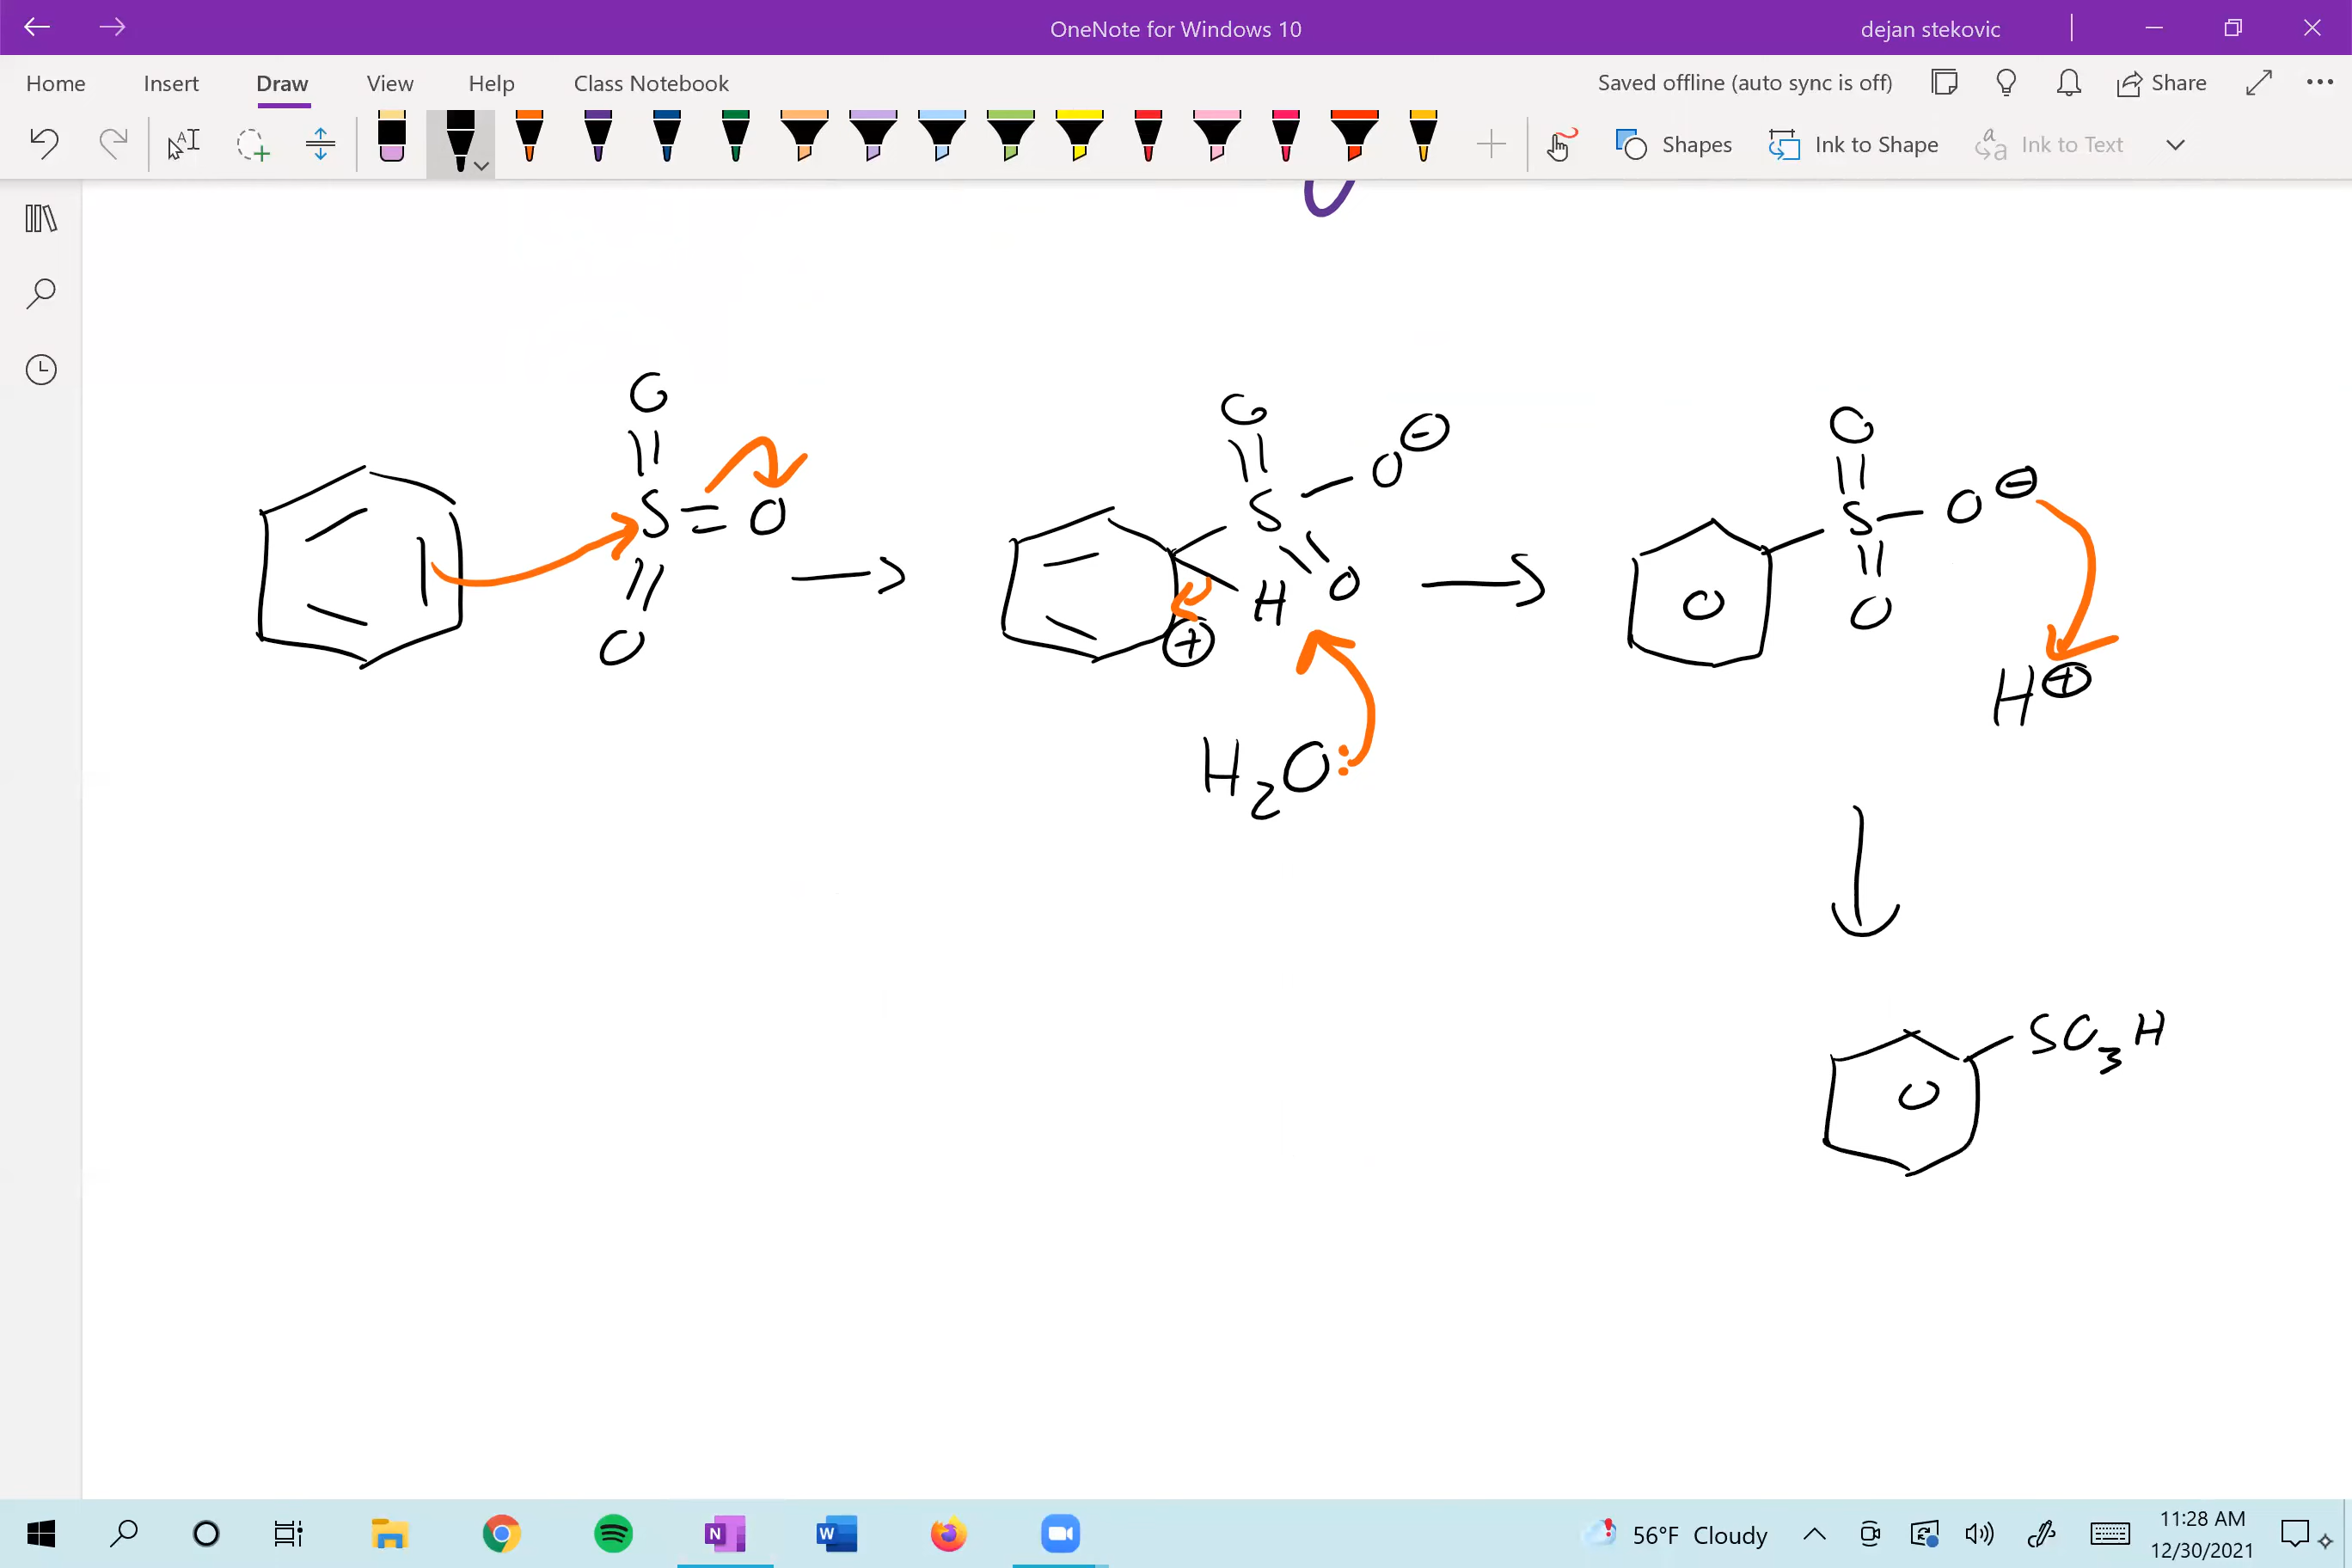 OneNote for Windows 10
dejan stekovic
Home Insert Draw View Help Class Notebook
Saved offline (auto sync is off) Share
Shapes Ink to Shape Ink to Text
O
S = O
O
O
S - O ⊖
H O
⊕
H₂O:
O
S - O ⊖
O
H⊕
SO₃H
56°F Cloudy
11:28 AM
12/30/2021